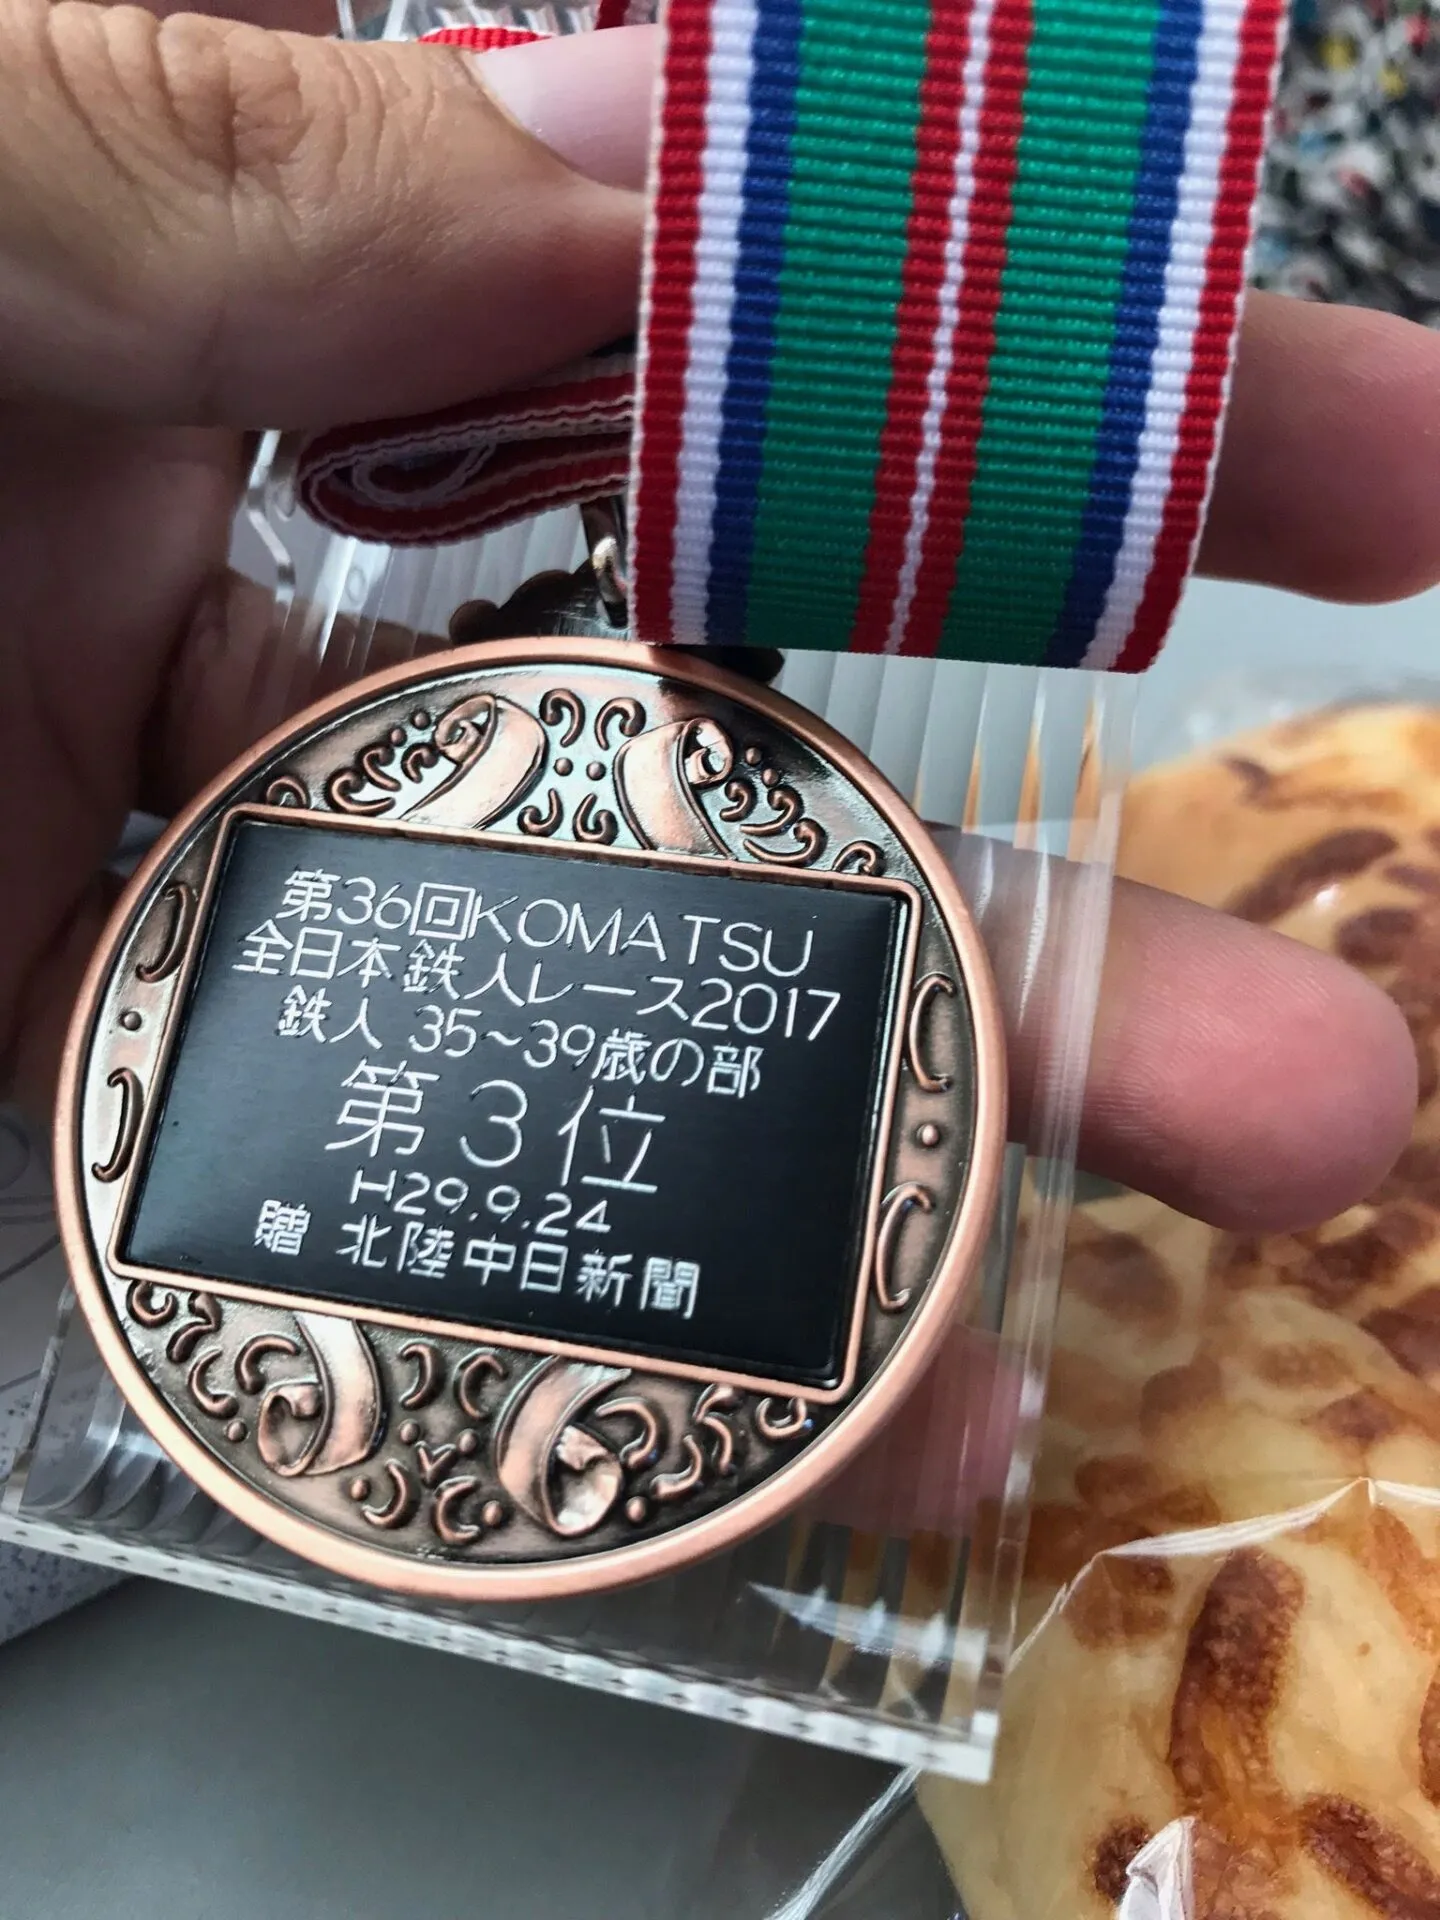 第36回KOMATSU
全日本鉄人レース2017
鉄人 35~39歳の部
第3位
H29.9.24
贈 北陸中日新聞